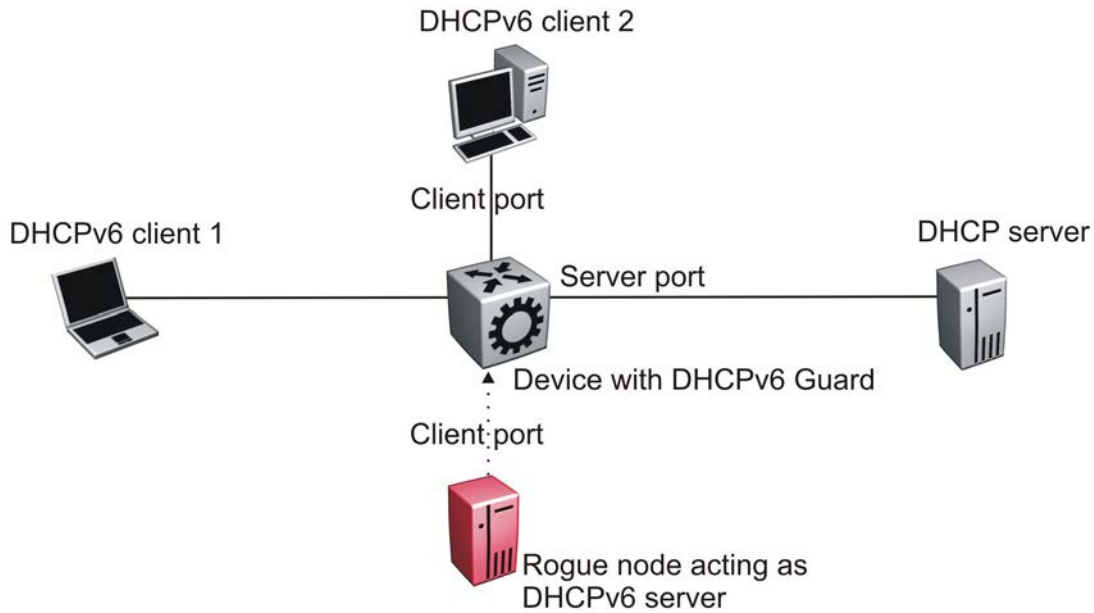 DHCPv6 client 2
Client port
DHCPv6 client 1
DHCP server
Server port
Device with DHCPv6 Guard
Client port
Rogue node acting as
DHCPv6 server